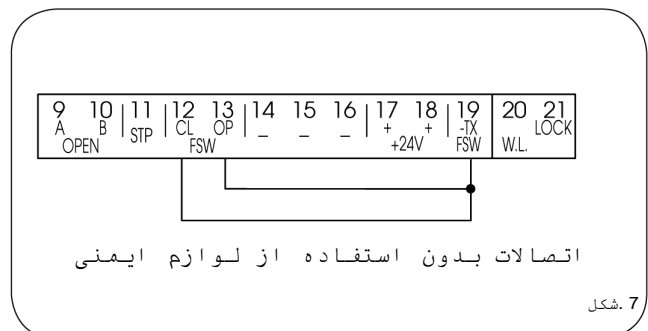 9 10 11 12 13 14 15 16 17 18 19 20 21
A B STP CL OP _ _ _ + + -TX LOCK
OPEN FSW +24V FSW W.L.
اتصالات بدون استفاده از لوازم ایمنی
شکل. 7